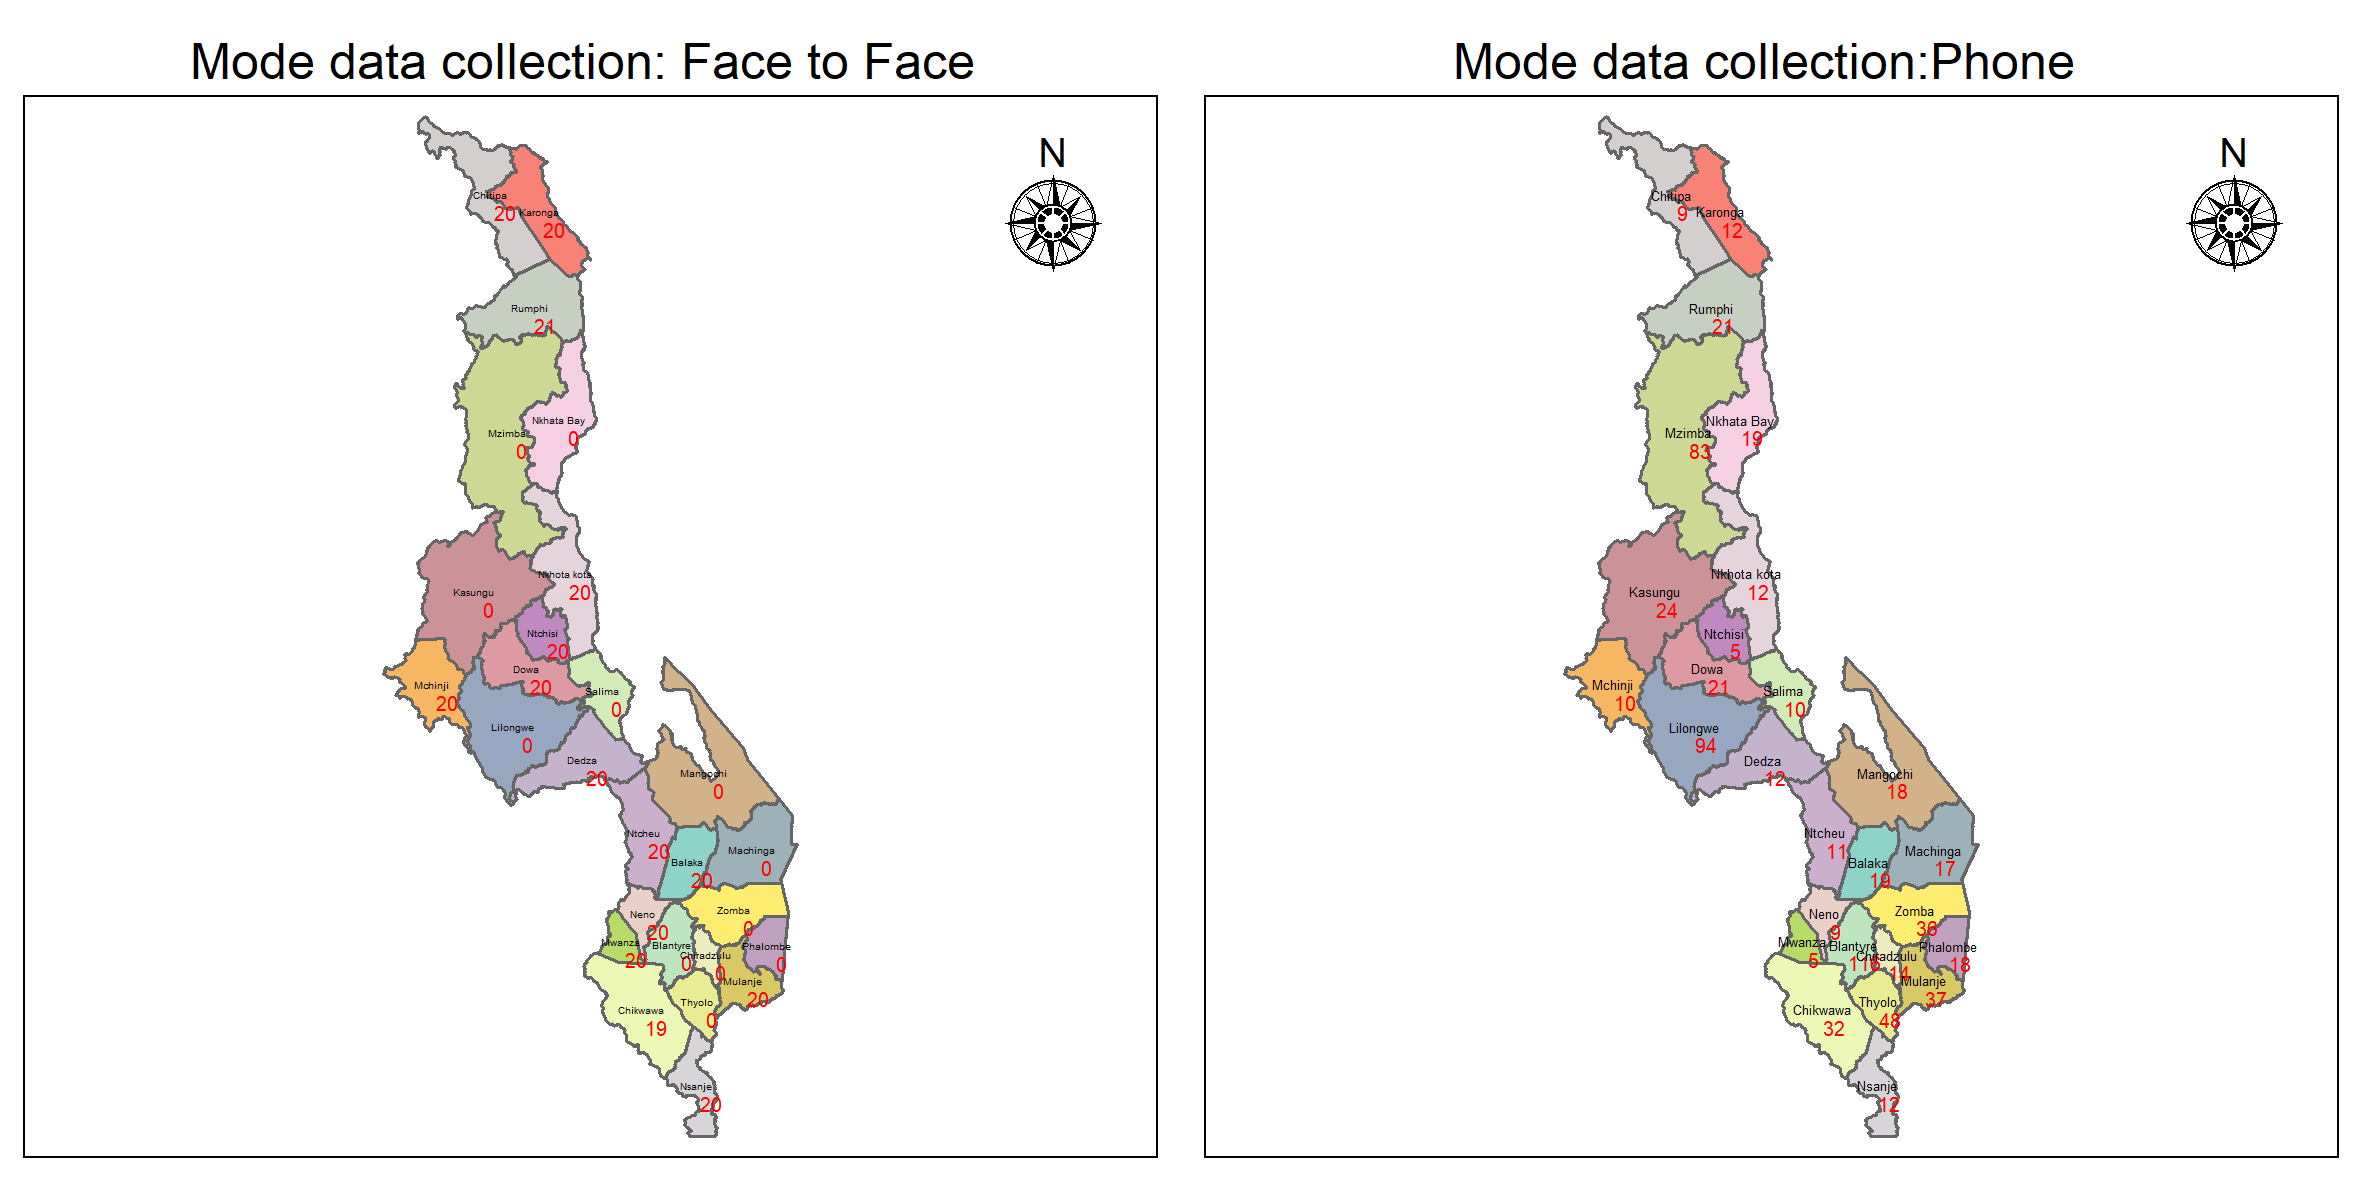 Mode data collection: Face to Face
N
Chitipa
20
Karonga
20
Rumphi
21
Nkhata Bay
0
Mzimba
0
Nkhota kota
20
Kasungu
0
Ntchisi
20
Dowa
20
Mchinji
20
Salima
0
Lilongwe
0
Dedza
20
Mangochi
0
Ntcheu
20
Balaka
20
Machinga
0
Neno
20
Zomba
0
Mwanza
20
Blantyre
0
Chiradzulu
0
Phalombe
0
Mulanje
20
Thyolo
0
Chikwawa
19
Nsanje
20
Mode data collection:Phone
N
Chitipa
9
Karonga
12
Rumphi
21
Nkhata Bay
19
Mzimba
83
Nkhota kota
12
Kasungu
24
Ntchisi
5
Dowa
21
Mchinji
10
Salima
10
Lilongwe
94
Dedza
12
Mangochi
18
Ntcheu
11
Balaka
19
Machinga
17
Neno
9
Zomba
36
Mwanza
5
Blantyre
Chiradzulu
14
Phalombe
18
Mulanje
37
Thyolo
48
Chikwawa
32
Nsanje
12